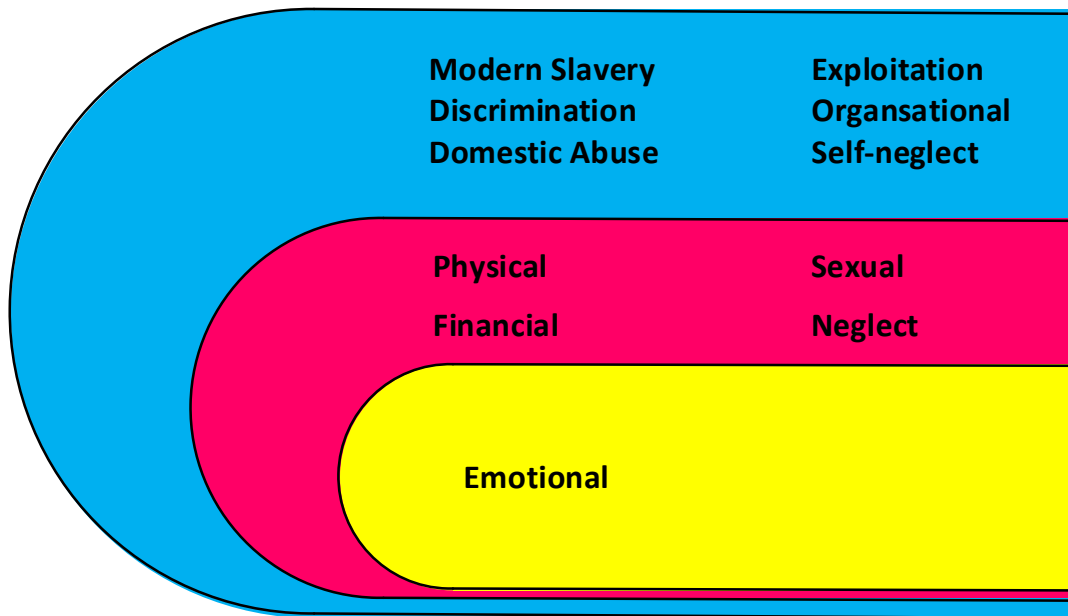 Modern Slavery Exploitation
Discrimination Organsational
Domestic Abuse Self-neglect
Physical Sexual
Financial Neglect
Emotional